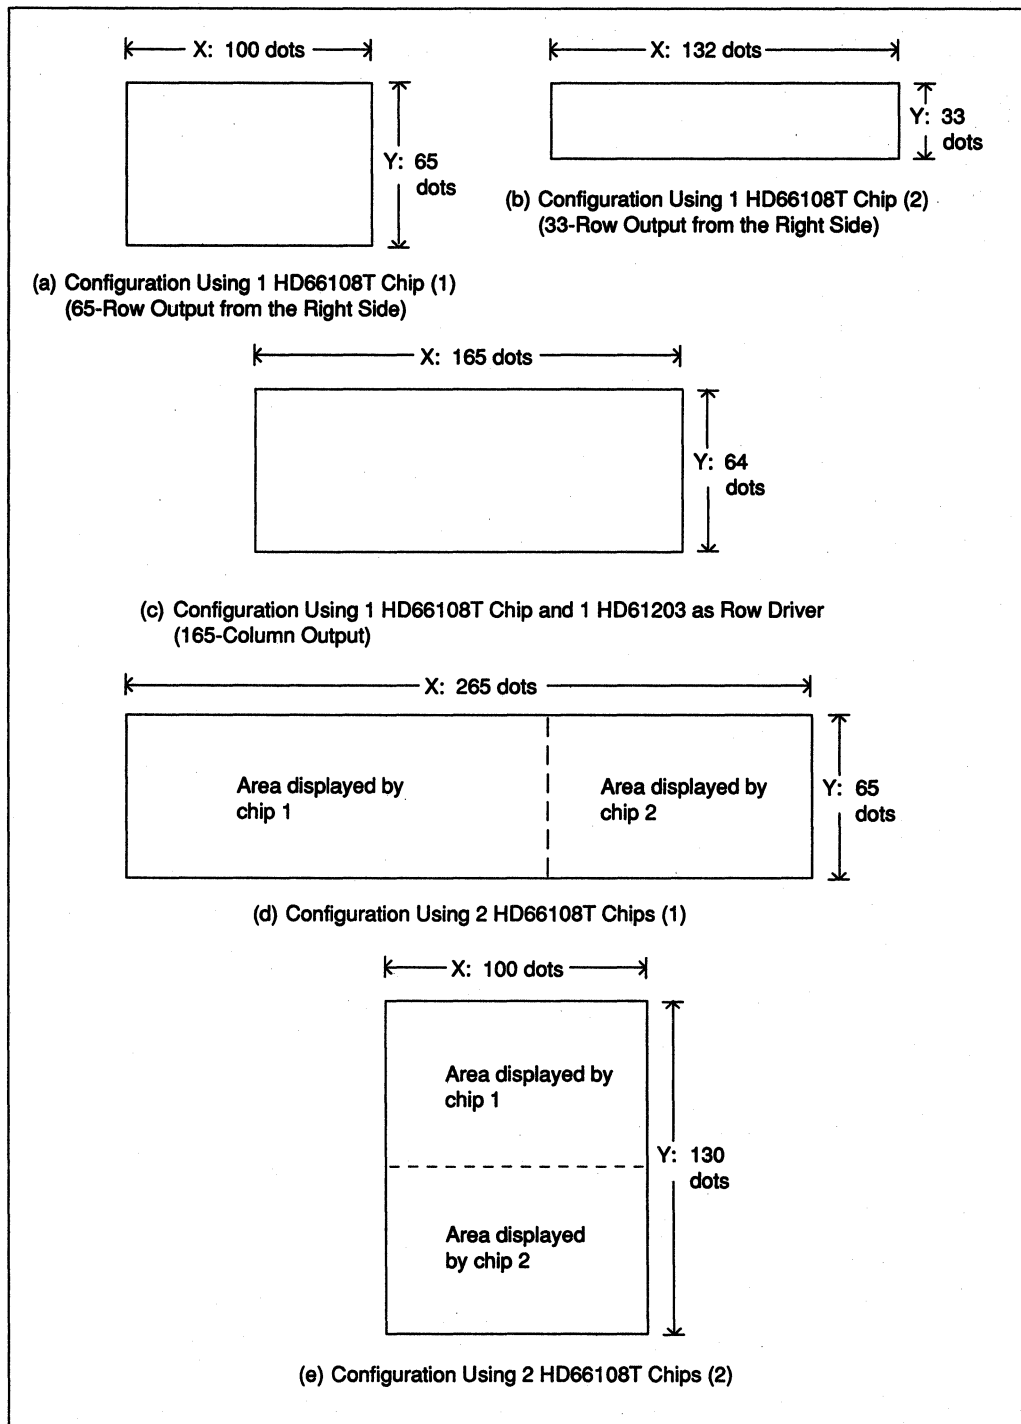 X: 100 dots
Y: 65
dots
(a) Configuration Using 1 HD66108T Chip (1)
(65-Row Output from the Right Side)
X: 132 dots
Y: 33
dots
(b) Configuration Using 1 HD66108T Chip (2)
(33-Row Output from the Right Side)
X: 165 dots
Y: 64
dots
(c) Configuration Using 1 HD66108T Chip and 1 HD61203 as Row Driver
(165-Column Output)
X: 265 dots
Area displayed by
chip 1
Area displayed by
chip 2
Y: 65
dots
(d) Configuration Using 2 HD66108T Chips (1)
X: 100 dots
Area displayed by
chip 1
Y: 130
dots
Area displayed
by chip 2
(e) Configuration Using 2 HD66108T Chips (2)